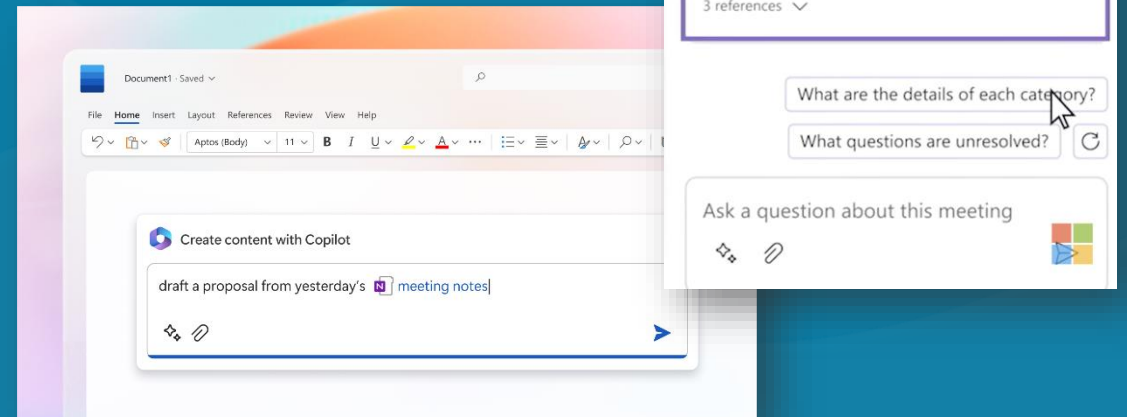 Document1 · Saved
File Home Insert Layout References Review View Help
Aptos (Body) 11 B I U A
Create content with Copilot
draft a proposal from yesterday's N meeting notes
3 references
What are the details of each category?
What questions are unresolved?
Ask a question about this meeting